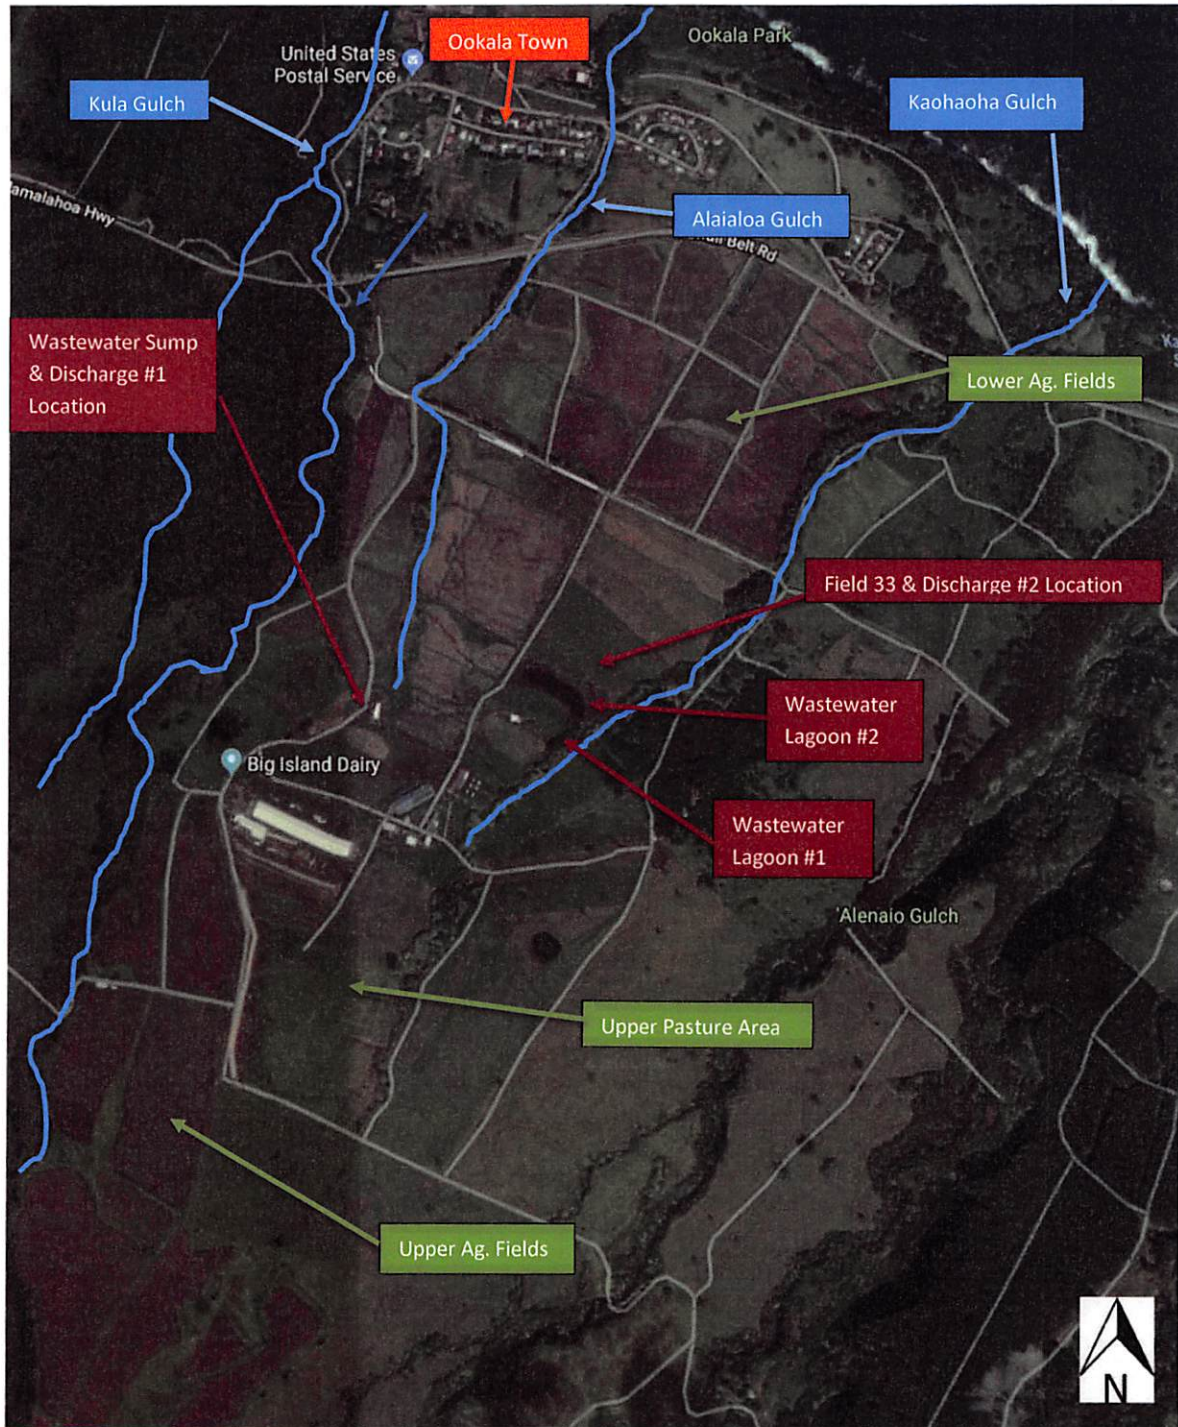 Ookala Town
Ookala Park
United States
Postal Service
Kula Gulch
Kaohaoha Gulch
Alaialoa Gulch
amalahoa Hwy
Belt Rd
Wastewater Sump
& Discharge #1
Location
Lower Ag. Fields
Field 33 & Discharge #2 Location
Wastewater
Lagoon #2
Big Island Dairy
Wastewater
Lagoon #1
'Alenaio Gulch
Upper Pasture Area
Upper Ag. Fields
N